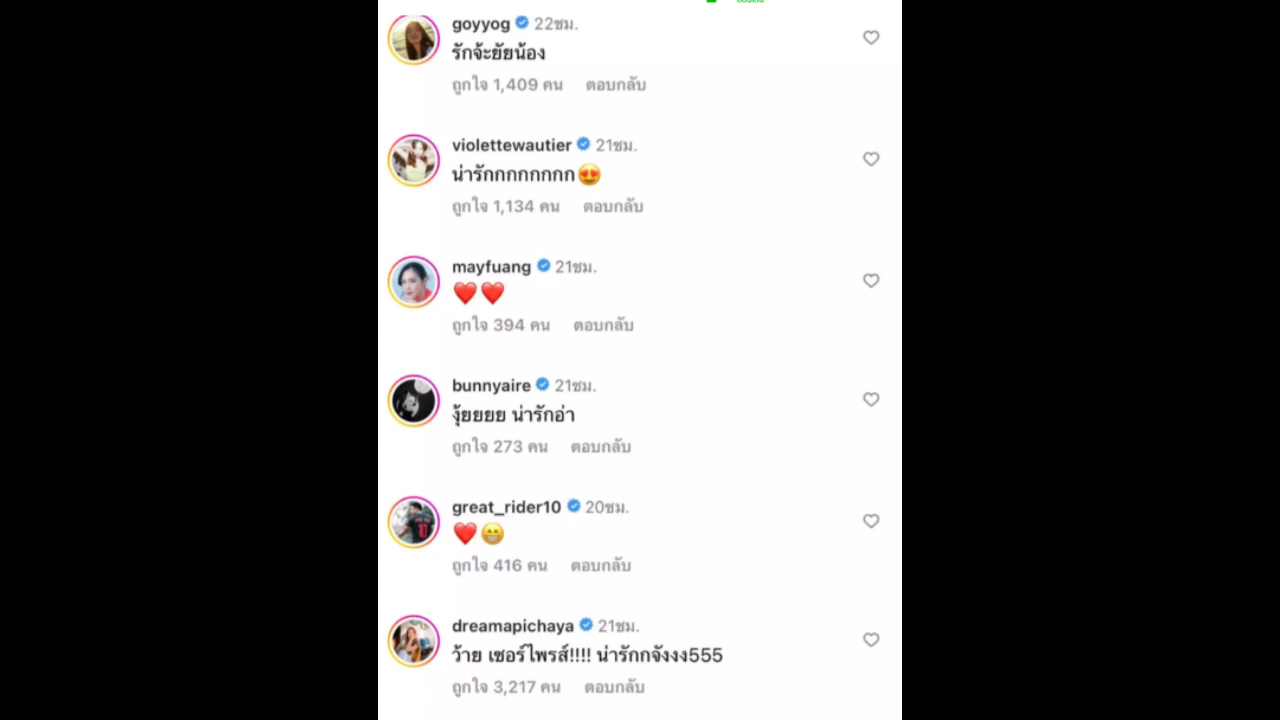 goyyog 22ชม.
รักจ้ะยัยน้อง
ถูกใจ 1,409 คน ตอบกลับ
violettewautier 21ชม.
น่ารักกกกกกกก😍
ถูกใจ 1,134 คน ตอบกลับ
mayfuang 21ชม.
❤️❤️
ถูกใจ 394 คน ตอบกลับ
bunnyaire 21ชม.
งุ้ยยยย น่ารักอ่า
ถูกใจ 273 คน ตอบกลับ
great_rider10 20ชม.
❤️😁
ถูกใจ 416 คน ตอบกลับ
dreamapichaya 21ชม.
ว้าย เซอร์ไพรส์!!!! น่ารักกจังงง555
ถูกใจ 3,217 คน ตอบกลับ